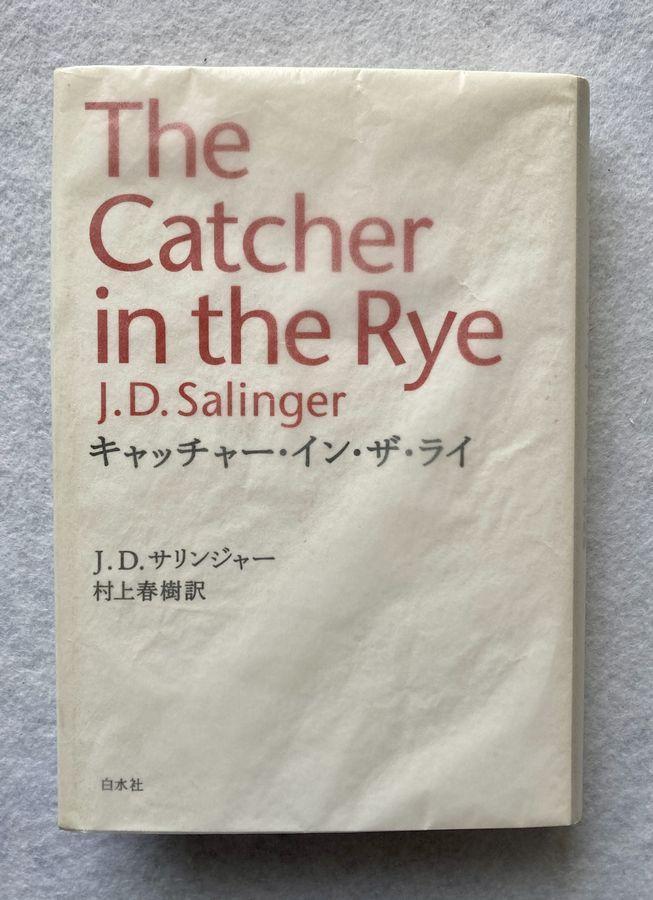 The
Catcher
in the Rye
J.D. Salinger
キャッチャー・イン・ザ・ライ
J.D.サリンジャー
村上春樹訳
白水社